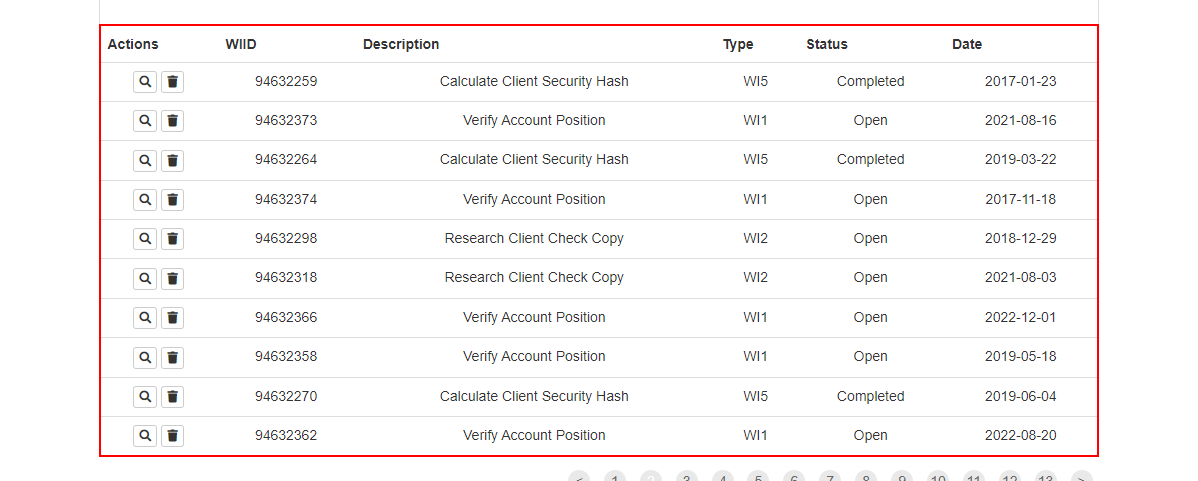 Actions WIID Description Type Status Date
94632259 Calculate Client Security Hash WI5 Completed 2017-01-23
94632373 Verify Account Position WI1 Open 2021-08-16
94632264 Calculate Client Security Hash WI5 Completed 2019-03-22
94632374 Verify Account Position WI1 Open 2017-11-18
94632298 Research Client Check Copy WI2 Open 2018-12-29
94632318 Research Client Check Copy WI2 Open 2021-08-03
94632366 Verify Account Position WI1 Open 2022-12-01
94632358 Verify Account Position WI1 Open 2019-05-18
94632270 Calculate Client Security Hash WI5 Completed 2019-06-04
94632362 Verify Account Position WI1 Open 2022-08-20
< 1 2 3 4 5 6 7 8 9 10 11 12 13 >